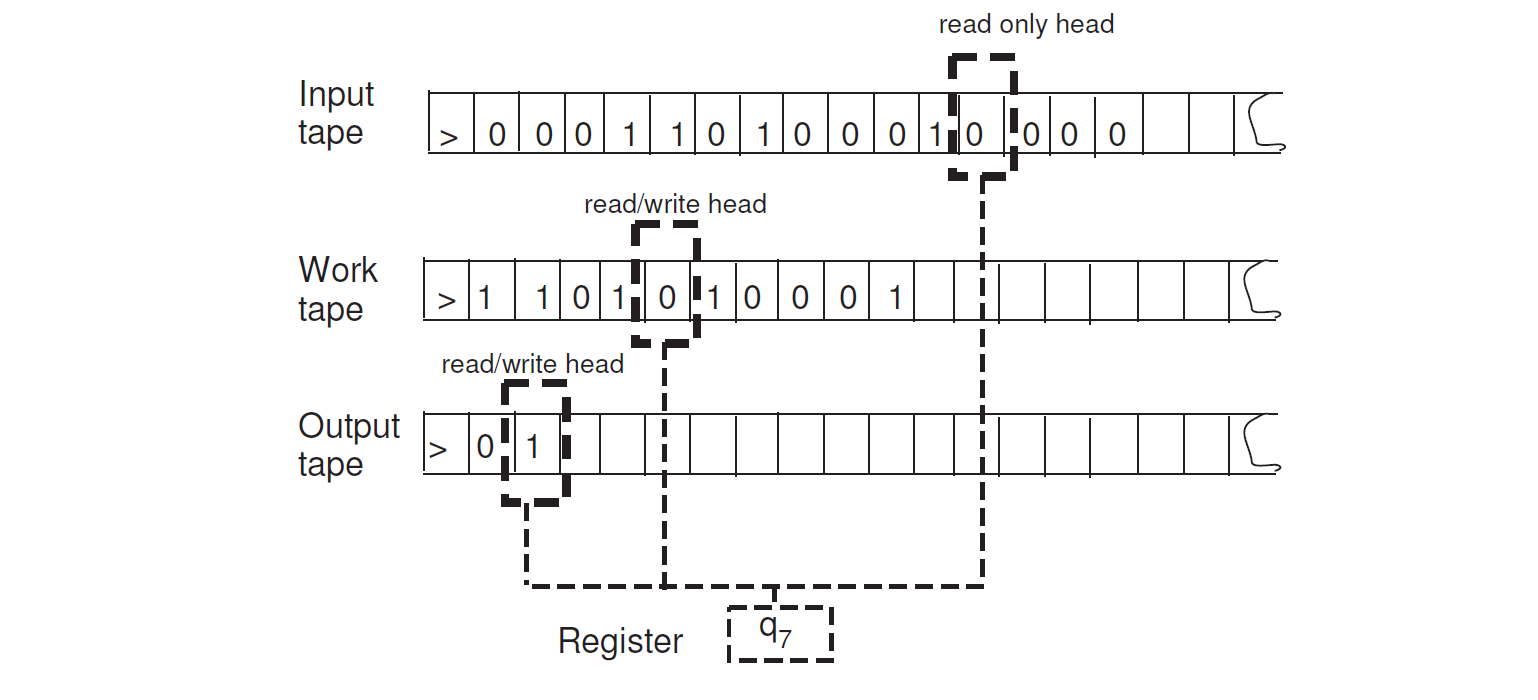 read only head
Input
tape
> 0 0 0 1 1 0 1 0 0 0 1 0 0 0 0
read/write head
Work
tape
> 1 1 0 1 0 1 0 0 0 1
read/write head
Output
tape
> 0 1
Register
q7